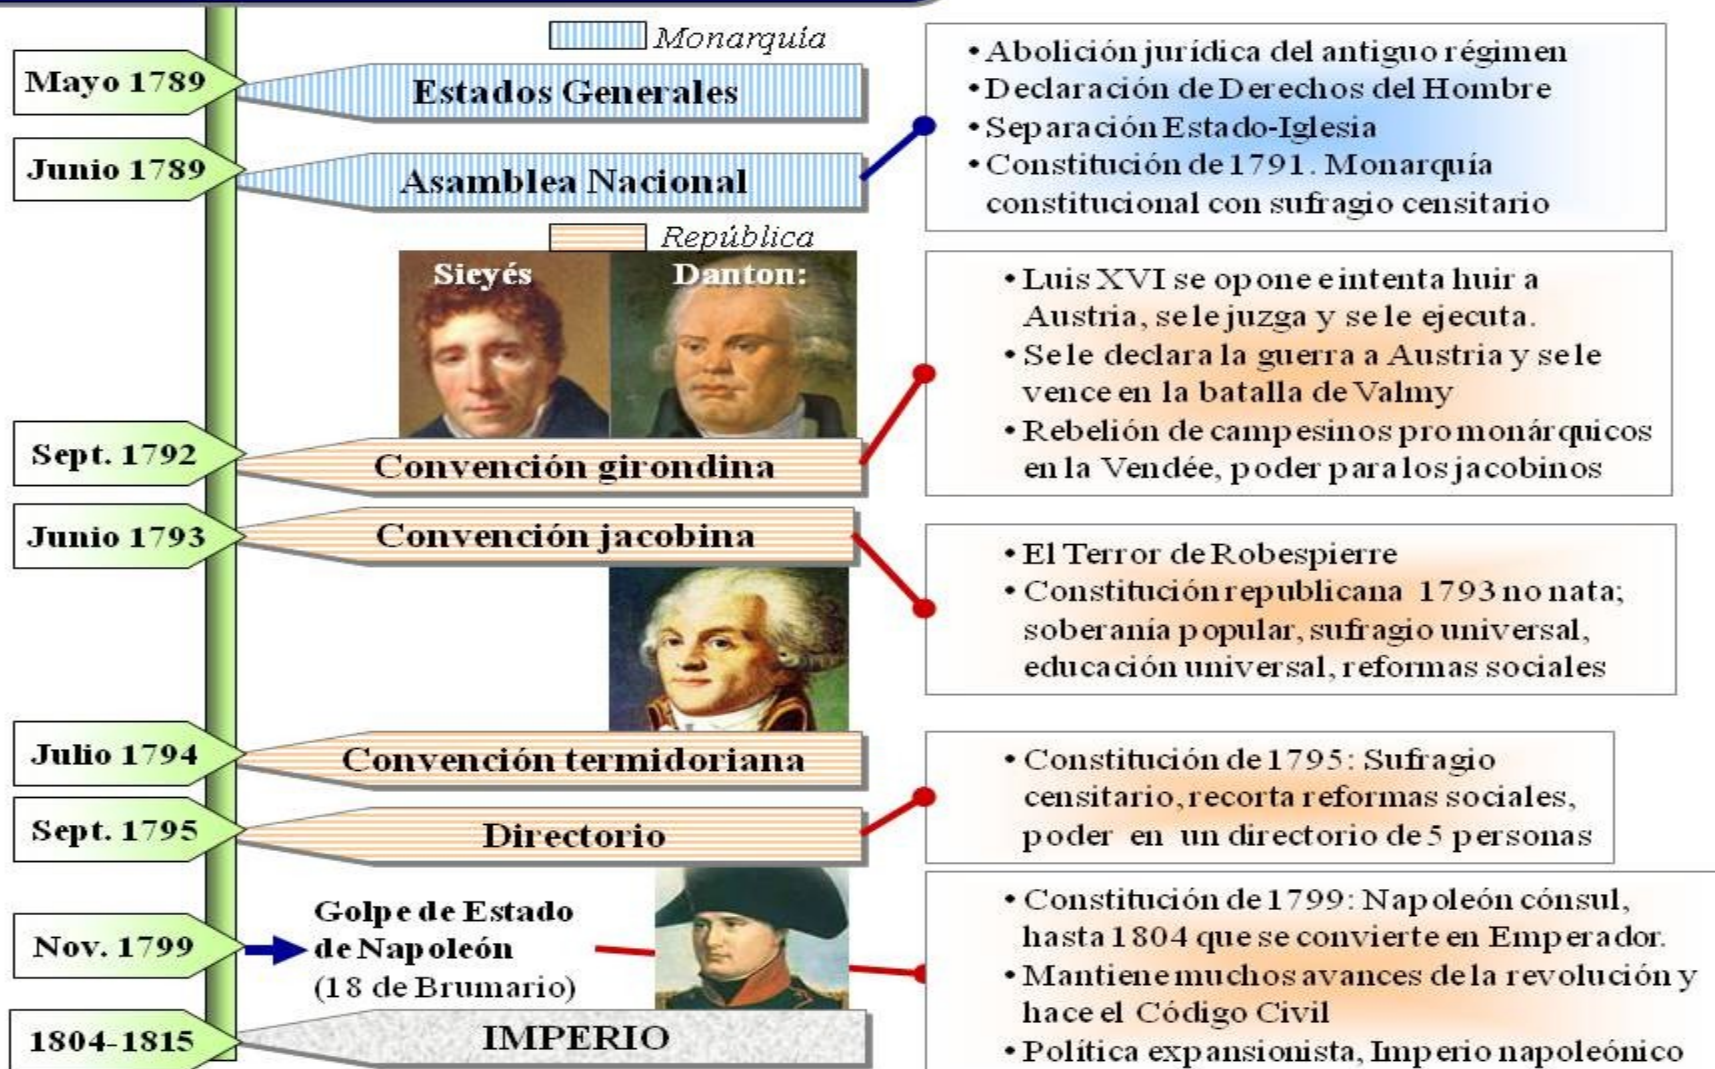 Monarquía
Mayo 1789
Estados Generales
Junio 1789
Asamblea Nacional
• Abolición jurídica del antiguo régimen
• Declaración de Derechos del Hombre
• Separación Estado-Iglesia
• Constitución de 1791. Monarquía
constitucional con sufragio censitario
República
Sieyés
Danton:
Sept. 1792
Convención girondina
• Luis XVI se opone e intenta huir a
Austria, se le juzga y se le ejecuta.
• Se le declara la guerra a Austria y se le
vence en la batalla de Valmy
• Rebelión de campesinos promonárquicos
en la Vendée, poder para los jacobinos
Junio 1793
Convención jacobina
• El Terror de Robespierre
• Constitución republicana 1793 no nata;
soberanía popular, sufragio universal,
educación universal, reformas sociales
Julio 1794
Convención termidoriana
Sept. 1795
Directorio
• Constitución de 1795: Sufragio
censitario, recorta reformas sociales,
poder en un directorio de 5 personas
Nov. 1799
Golpe de Estado
de Napoleón
(18 de Brumario)
• Constitución de 1799: Napoleón cónsul,
hasta 1804 que se convierte en Emperador.
• Mantiene muchos avances de la revolución y
hace el Código Civil
• Política expansionista, Imperio napoleónico
1804-1815
IMPERIO